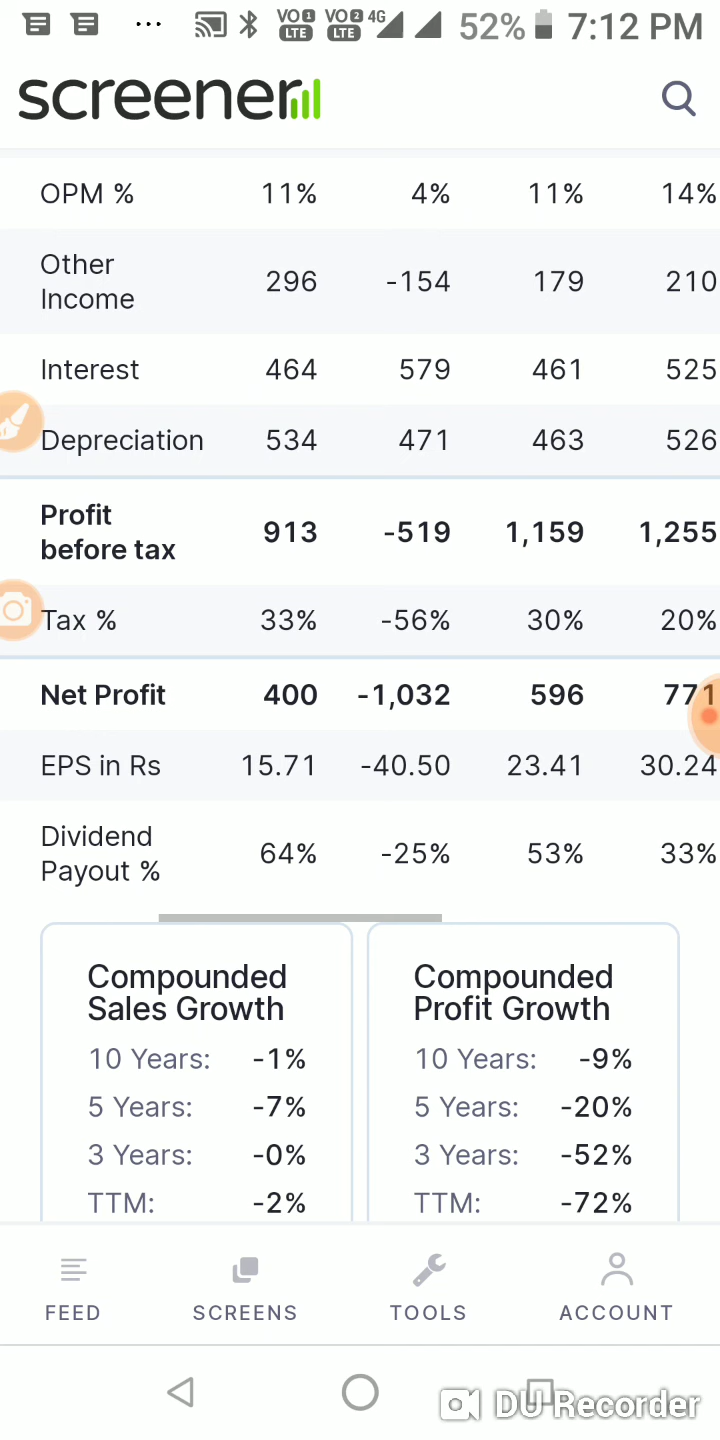 VO 1 LTE VO 2 LTE 4G 52% 7:12 PM
screener
OPM % 11% 4% 11% 14%
Other
Income 296 -154 179 210
Interest 464 579 461 525
Depreciation 534 471 463 526
Profit
before tax 913 -519 1,159 1,255
Tax % 33% -56% 30% 20%
Net Profit 400 -1,032 596 771
EPS in Rs 15.71 -40.50 23.41 30.24
Dividend
Payout % 64% -25% 53% 33%
Compounded
Sales Growth
10 Years: -1%
5 Years: -7%
3 Years: -0%
TTM: -2%
Compounded
Profit Growth
10 Years: -9%
5 Years: -20%
3 Years: -52%
TTM: -72%
FEED SCREENS TOOLS ACCOUNT
DU Recorder